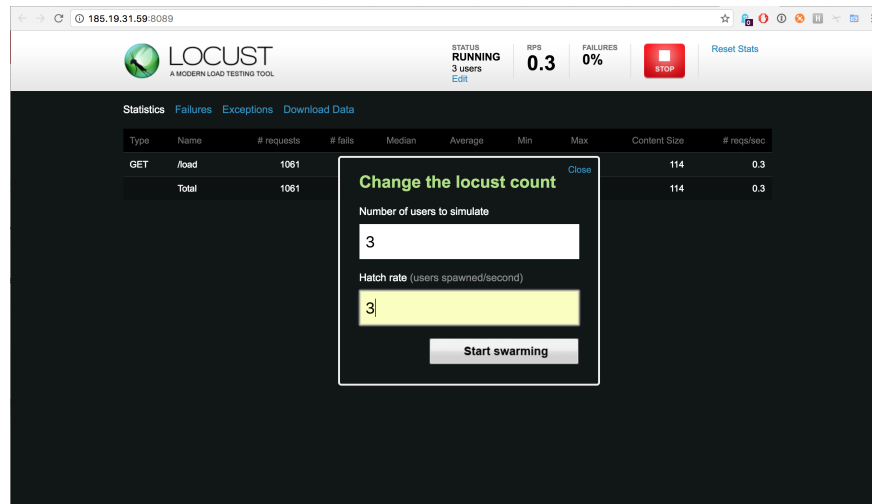 185.19.31.59:8089
LOCUST
A MODERN LOAD TESTING TOOL
STATUS
RUNNING
3 users
Edit
RPS
0.3
FAILURES
0%
STOP
Reset Stats
Statistics Failures Exceptions Download Data
Type Name # requests # fails Median Average Min Max Content Size # reqs/sec
GET /load 1061 114 0.3
Total 1061 114 0.3
Close
Change the locust count
Number of users to simulate
3
Hatch rate (users spawned/second)
3
Start swarming